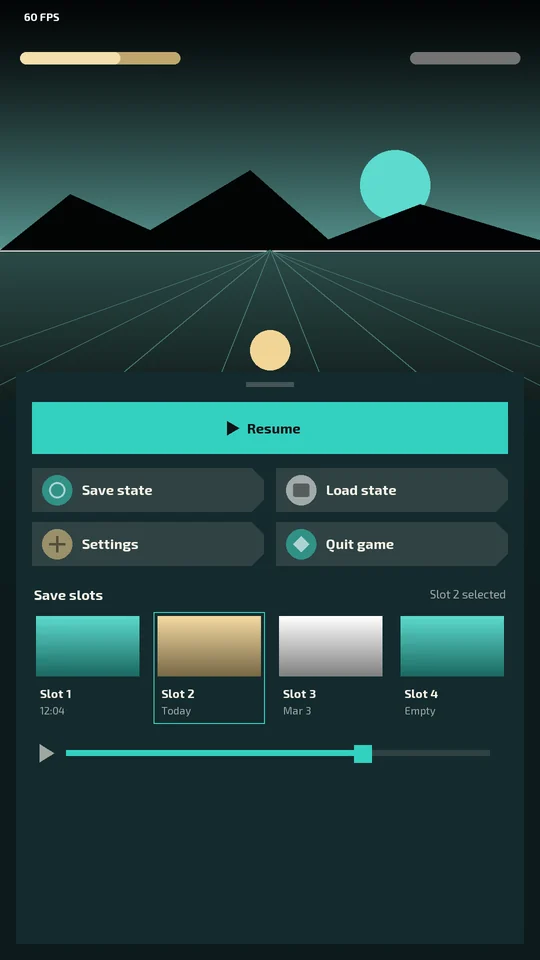 60 FPS
Resume
Save state
Load state
Settings
Quit game
Save slots
Slot 2 selected
Slot 1
Slot 2
Slot 3
Slot 4
12:04
Today
Mar 3
Empty